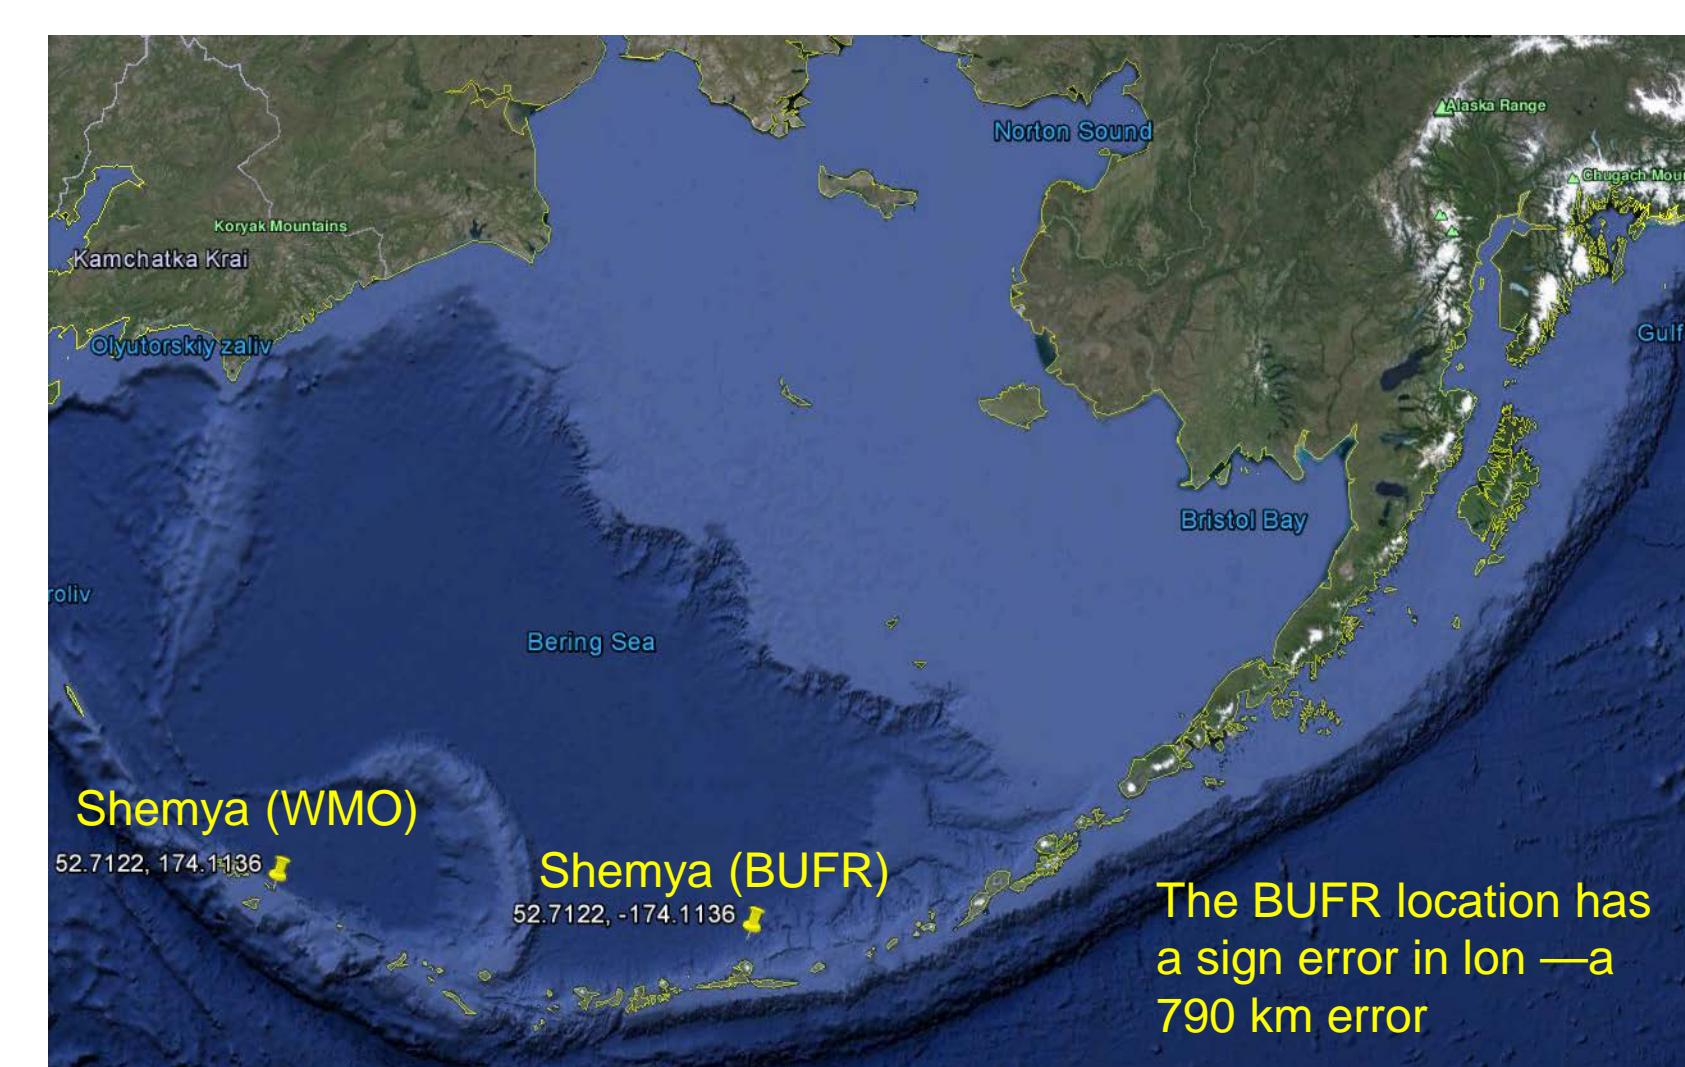 Alaska Range
Norton Sound
Chugach Mou
Koryak Mountains
Kamchatka Krai
Olyutorskiy zaliv
Gulf
Bristol Bay
roliv
Bering Sea
Shemya (WMO)
52.7122, 174.1136
Shemya (BUFR)
52.7122, -174.1136
The BUFR location has
a sign error in lon —a
790 km error